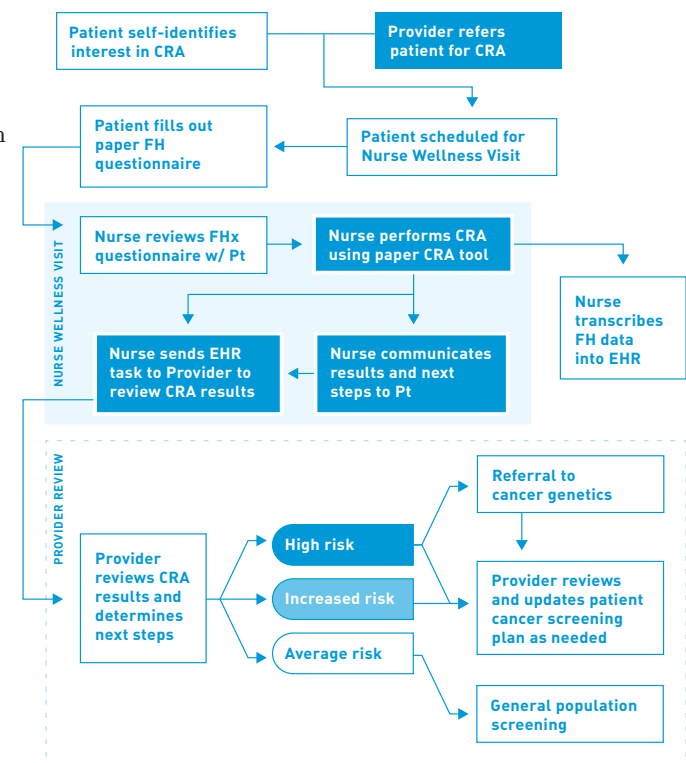 Patient self-identifies
interest in CRA
Provider refers
patient for CRA
n
Patient fills out
paper FH
questionnaire
Patient scheduled for
Nurse Wellness Visit
NURSE WELLNESS VISIT
Nurse reviews FHx
questionnaire w/ Pt
Nurse performs CRA
using paper CRA tool
Nurse
transcribes
FH data
into EHR
Nurse sends EHR
task to Provider to
review CRA results
Nurse communicates
results and next
steps to Pt
PROVIDER REVIEW
Provider
reviews CRA
results and
determines
next steps
High risk
Increased risk
Average risk
Referral to
cancer genetics
Provider reviews
and updates patient
cancer screening
plan as needed
General population
screening